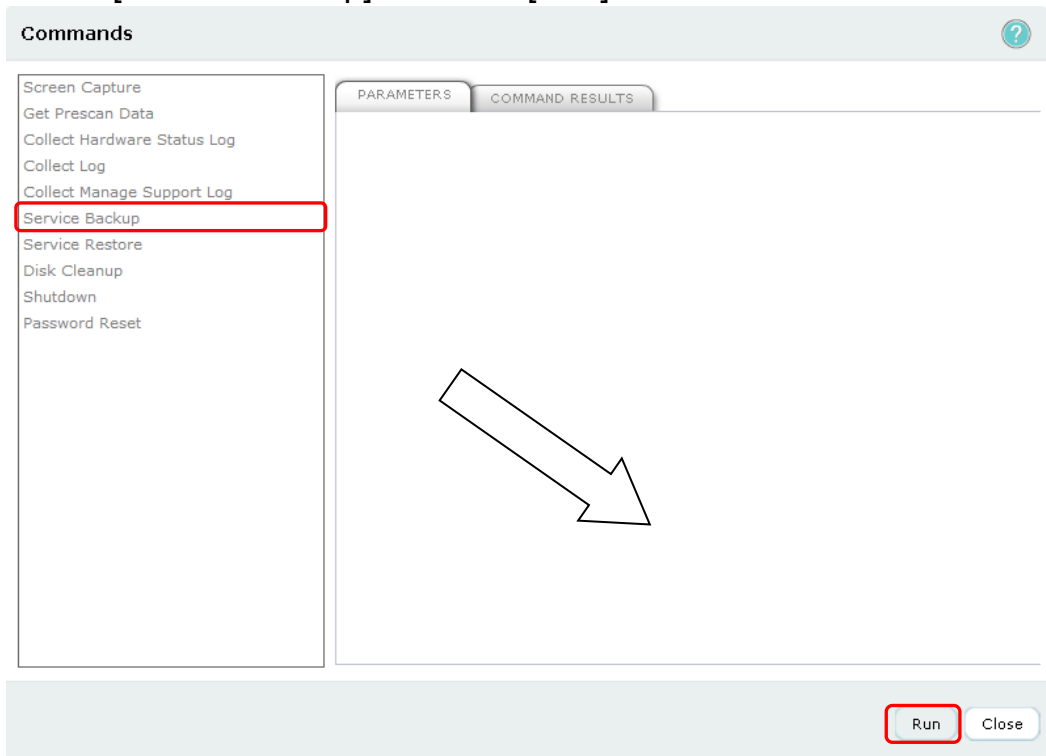 Commands
?
Screen Capture
Get Prescan Data
Collect Hardware Status Log
Collect Log
Collect Manage Support Log
Service Backup
Service Restore
Disk Cleanup
Shutdown
Password Reset
PARAMETERS
COMMAND RESULTS
Run
Close